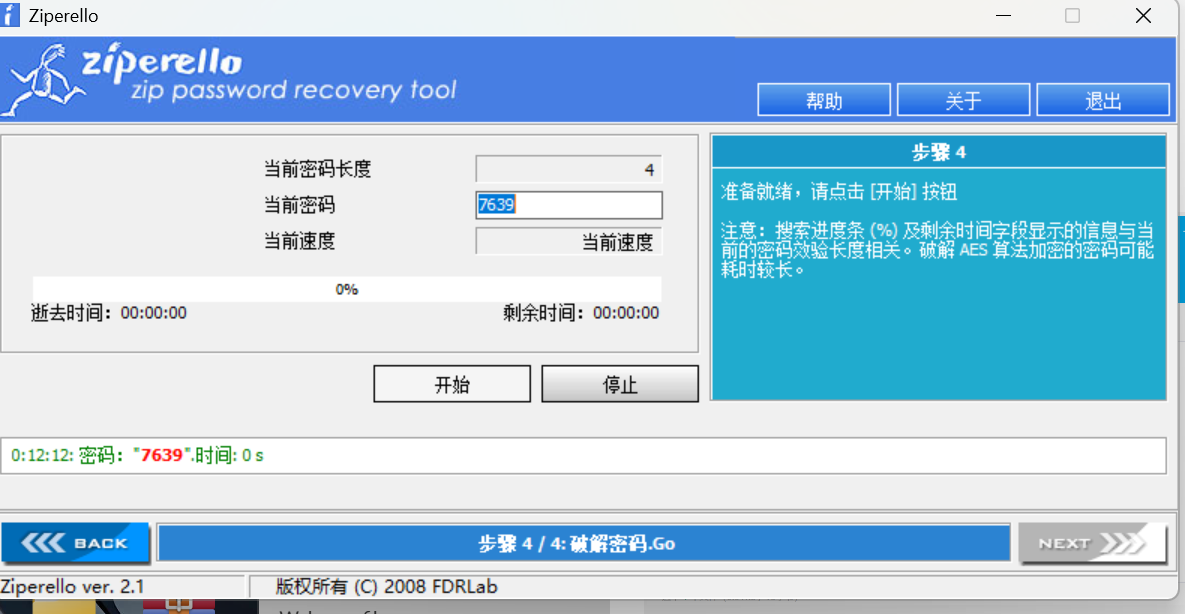 Ziperello
ziperello
zip password recovery tool
帮助
关于
退出
当前密码长度
4
当前密码
7639
当前速度
当前速度
0%
逝去时间: 00:00:00
剩余时间: 00:00:00
开始
停止
步骤 4
准备就绪，请点击 [开始] 按钮
注意：搜索进度条 (%) 及剩余时间字段显示的信息与当
前的密码效验长度相关。破解 AES 算法加密的密码可能
耗时较长。
0:12:12: 密码: "7639".时间: 0 s
BACK
步骤 4 / 4: 破解密码.Go
NEXT
Ziperello ver. 2.1
版权所有 (C) 2008 FDRLab